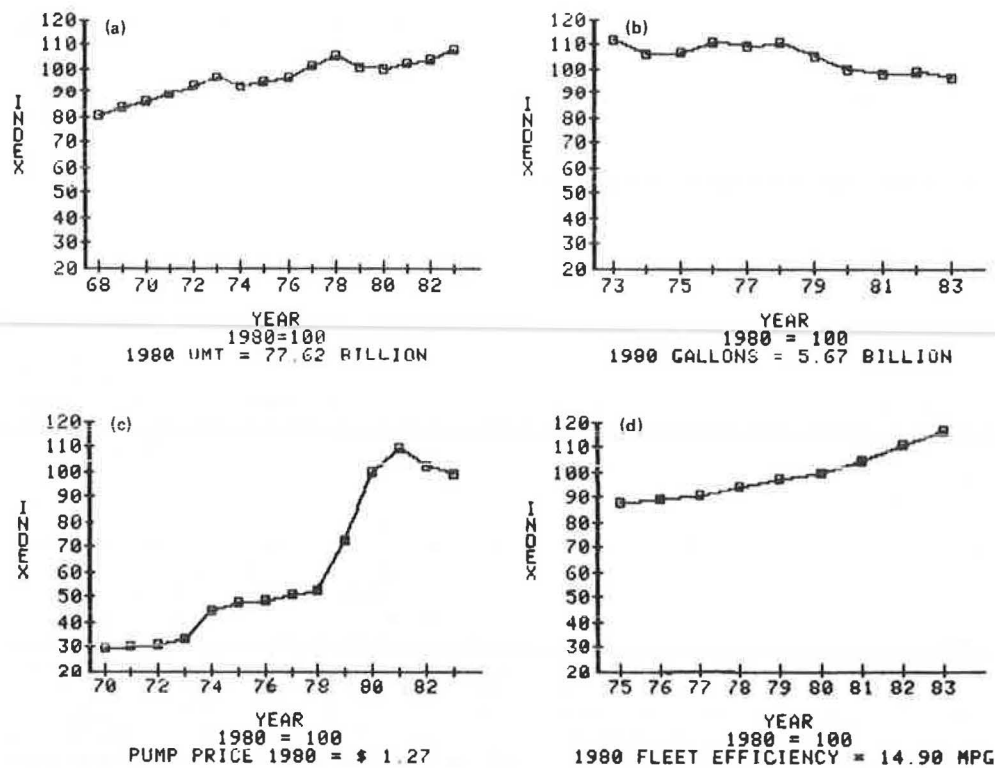 (a)
120
110
100
90
80
70
60
50
40
30
20
INDEX
68 70 72 74 76 78 80 82
YEAR
1980=100
1980 VMT = 77.62 BILLION
(b)
120
110
100
90
80
70
60
50
40
30
20
INDEX
73 75 77 79 81 83
YEAR
1980 = 100
1980 GALLONS = 5.67 BILLION
(c)
120
110
100
90
80
70
60
50
40
30
20
INDEX
70 72 74 76 78 80 82
YEAR
1980 = 100
PUMP PRICE 1980 = $ 1.27
(d)
120
110
100
90
80
70
60
50
40
30
20
INDEX
75 76 77 78 79 80 81 82 83
YEAR
1980 = 100
1980 FLEET EFFICIENCY = 14.90 MPG